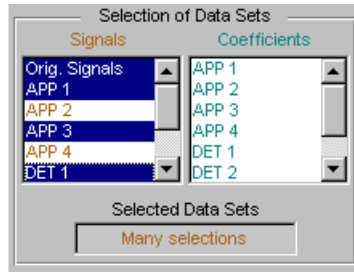 Selection of Data Sets
Signals Coefficients
Orig. Signals APP 1
APP 1 APP 2
APP 2 APP 3
APP 3 APP 4
APP 4 DET 1
DET 1 DET 2
Selected Data Sets
Many selections